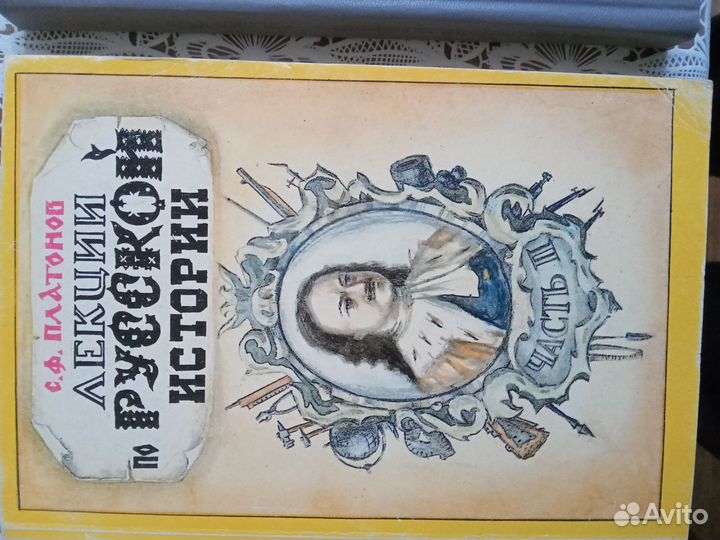 С.Ф. ПЛАТОНОВ
ЛЕКЦИИ
ПО РУССКОЙ
ИСТОРИИ
ЧАСТЬ III
Avito